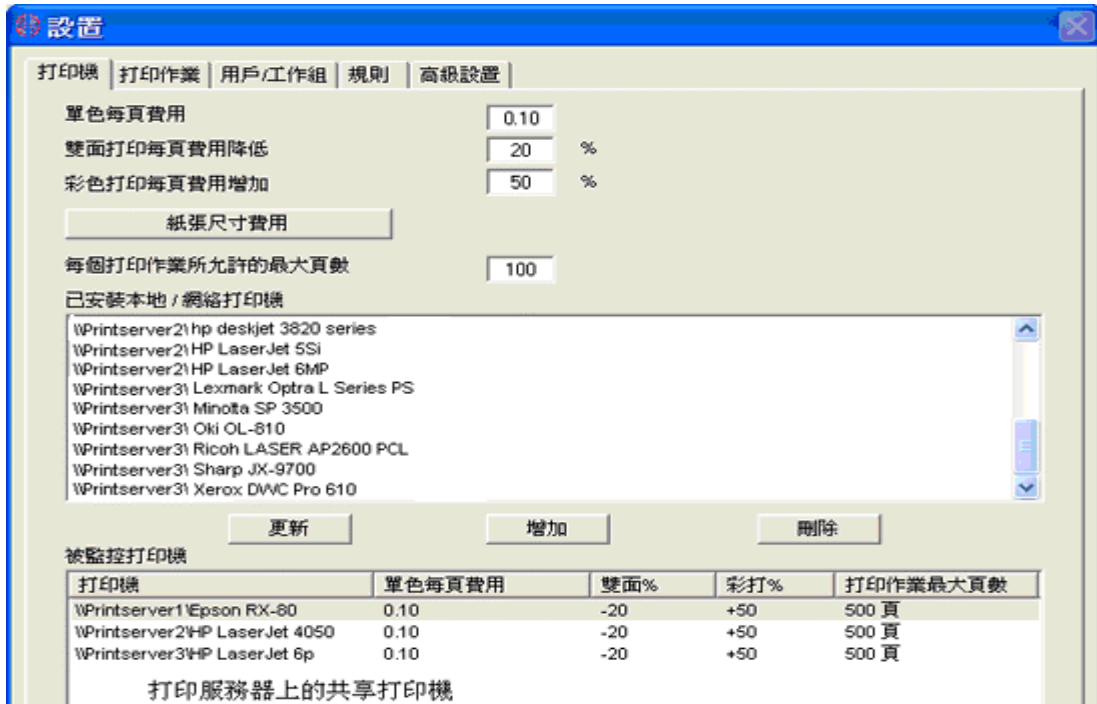 設置
打印機 打印作業 用戶/工作組 規則 高級設置
單色每頁費用 0.10
雙面打印每頁費用降低 20 %
彩色打印每頁費用增加 50 %
紙張尺寸費用
每個打印作業所允許的最大頁數 100
已安裝本地 / 網絡打印機
\\Printserver2\hp deskjet 3820 series
\\Printserver2\HP LaserJet 5Si
\\Printserver2\HP LaserJet 6MP
\\Printserver3\ Lexmark Optra L Series PS
\\Printserver3\ Minolta SP 3500
\\Printserver3\ Oki OL-810
\\Printserver3\ Ricoh LASER AP2600 PCL
\\Printserver3\ Sharp JX-9700
\\Printserver3\ Xerox DWC Pro 610
更新 增加 刪除
被監控打印機
打印機 單色每頁費用 雙面% 彩打% 打印作業最大頁數
\\Printserver1\Epson RX-80 0.10 -20 +50 500 頁
\\Printserver2\HP LaserJet 4050 0.10 -20 +50 500 頁
\\Printserver3\HP LaserJet 6p 0.10 -20 +50 500 頁
打印服務器上的共享打印機